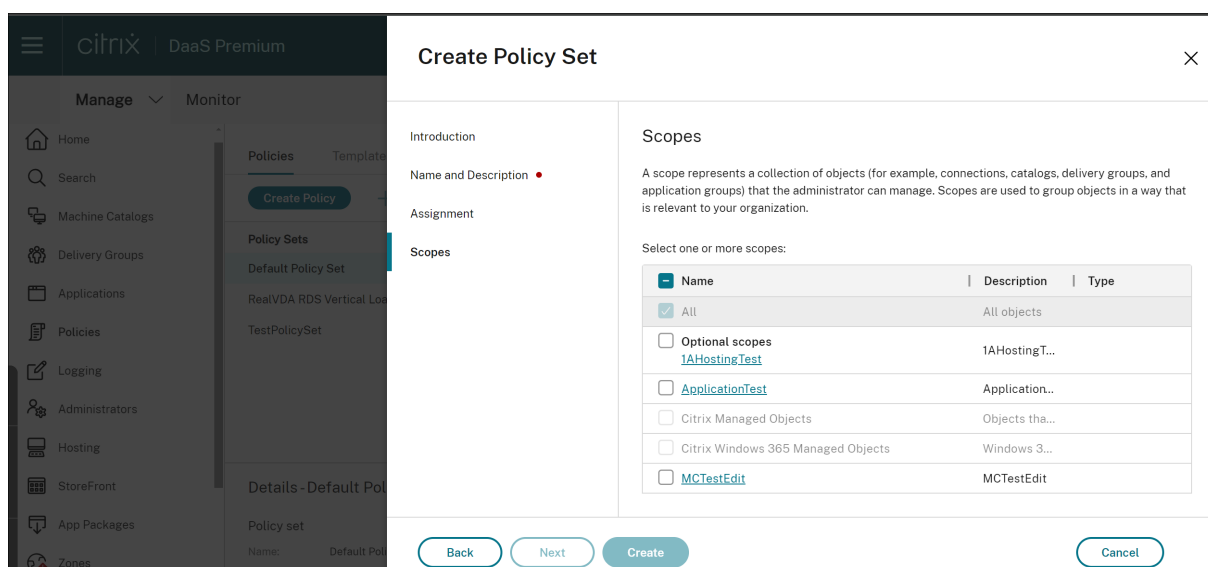 citrix | DaaS Premium
Manage
Monitor
Home
Search
Machine Catalogs
Delivery Groups
Applications
Policies
Logging
Administrators
Hosting
StoreFront
App Packages
Zones
Policies
Template
Create Policy
Policy Sets
Default Policy Set
RealVDA RDS Vertical Loa
TestPolicySet
Details - Default Pol
Policy set
Name:
Default Poli
Create Policy Set
Introduction
Name and Description
Assignment
Scopes
Scopes
A scope represents a collection of objects (for example, connections, catalogs, delivery groups, and
application groups) that the administrator can manage. Scopes are used to group objects in a way that
is relevant to your organization.
Select one or more scopes:
Name | Description | Type
All All objects
Optional scopes
1AHostingTest 1AHostingT...
ApplicationTest Application...
Citrix Managed Objects Objects tha...
Citrix Windows 365 Managed Objects Windows 3...
MCTestEdit MCTestEdit
Back
Next
Create
Cancel